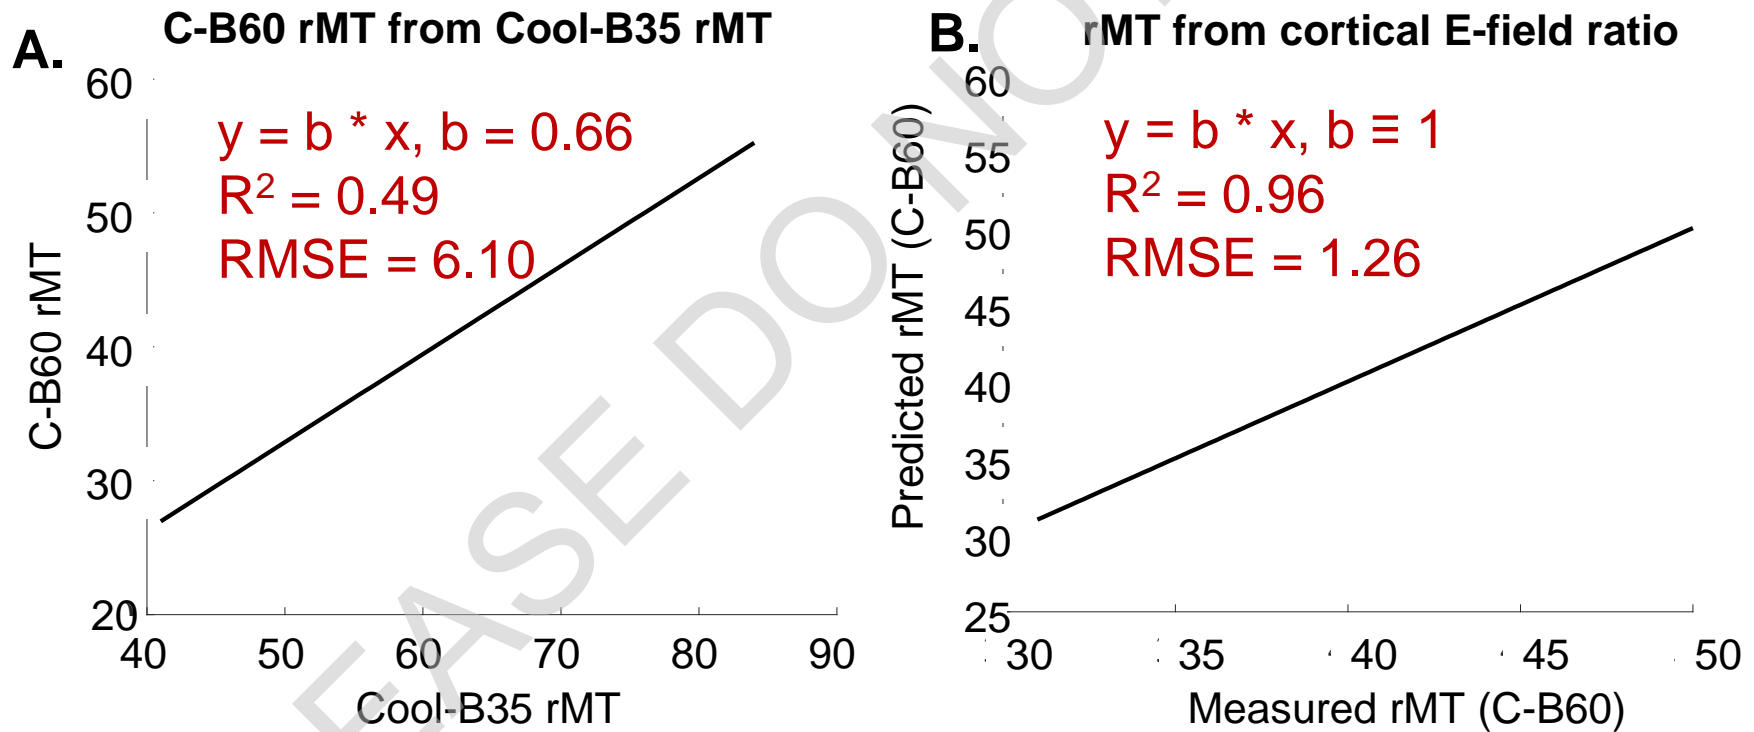 A.
C-B60 rMT from Cool-B35 rMT
y = b * x, b = 0.66
R² = 0.49
RMSE = 6.10
C-B60 rMT
60
50
40
30
20
40 50 60 70 80 90
Cool-B35 rMT
B.
rMT from cortical E-field ratio
y = b * x, b ≡ 1
R² = 0.96
RMSE = 1.26
Predicted rMT (C-B60)
60
55
50
45
40
35
30
25
30 35 40 45 50
Measured rMT (C-B60)
EASE DO NO